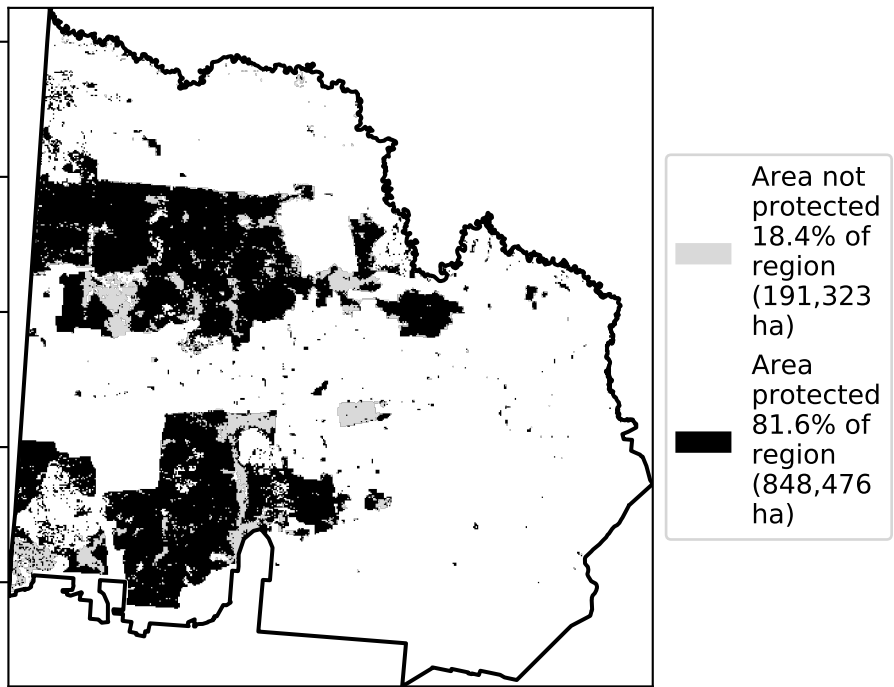 Area not
protected
18.4% of
region
(191,323
ha)
Area
protected
81.6% of
region
(848,476
ha)